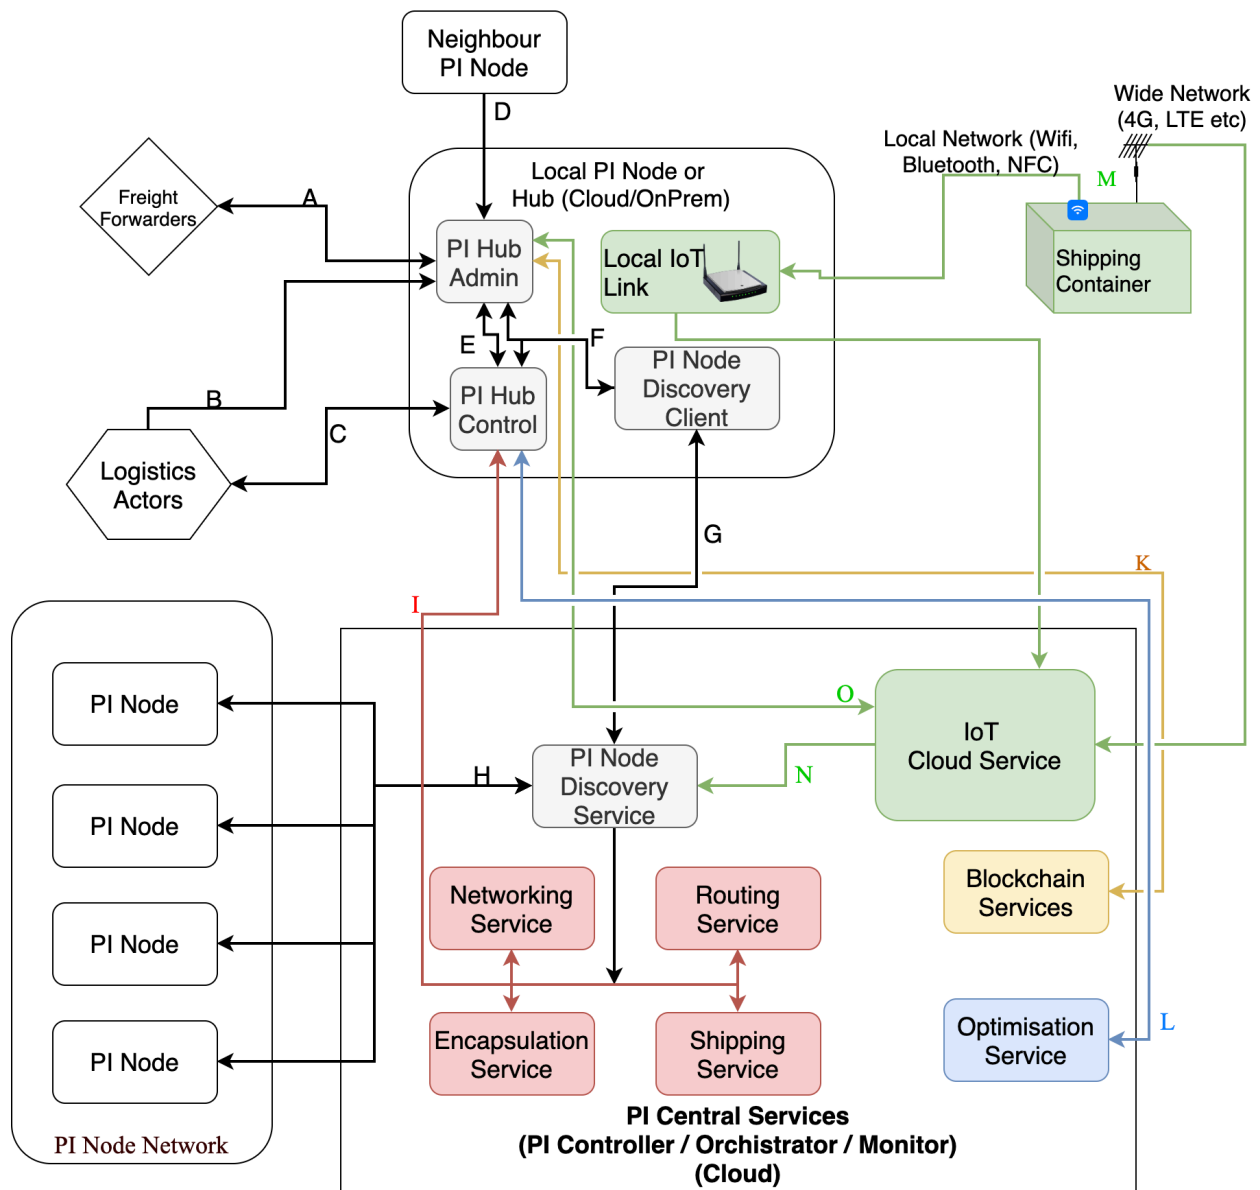 Neighbour
PI Node
D
Wide Network
(4G, LTE etc)
Local Network (Wifi,
Bluetooth, NFC)
M
Freight
Forwarders
A
Local PI Node or
Hub (Cloud/OnPrem)
PI Hub
Admin
Local IoT
Link
Shipping
Container
E
F
PI Hub
Control
PI Node
Discovery
Client
B
C
Logistics
Actors
G
K
I
PI Node
PI Node
PI Node
PI Node
PI Node Network
H
O
N
L
IoT
Cloud Service
PI Node
Discovery
Service
Networking
Service
Routing
Service
Blockchain
Services
Encapsulation
Service
Shipping
Service
Optimisation
Service
PI Central Services
(PI Controller / Orchistrator / Monitor)
(Cloud)